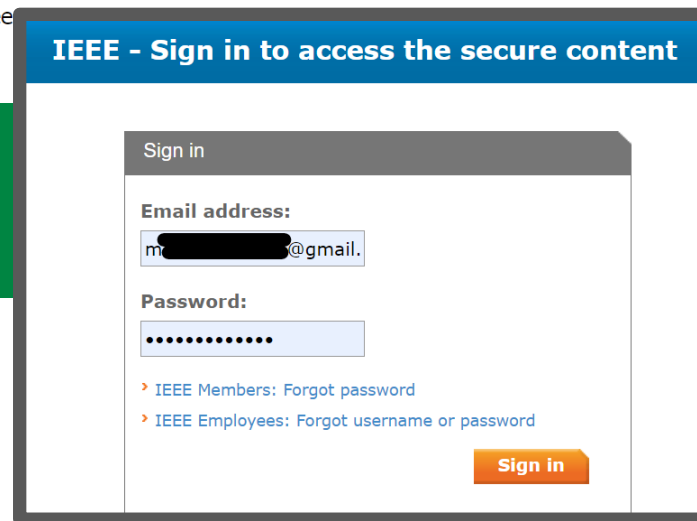 IEEE - Sign in to access the secure content
Sign in
Email address:
m @gmail.
Password:
•••••••••••••
IEEE Members: Forgot password
IEEE Employees: Forgot username or password
Sign in